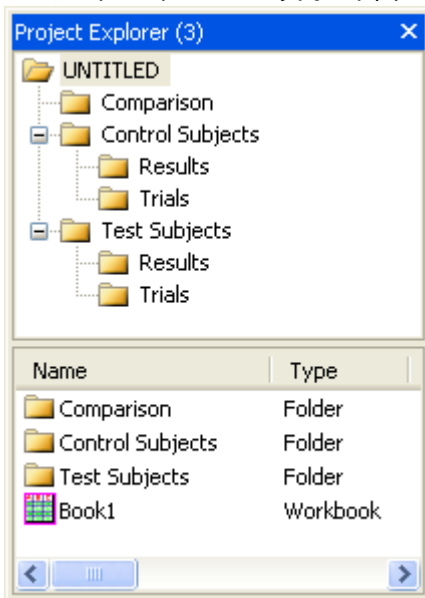 Project Explorer (3)
UNTITLED
Comparison
Control Subjects
Results
Trials
Test Subjects
Results
Trials
Name Type
Comparison Folder
Control Subjects Folder
Test Subjects Folder
Book1 Workbook